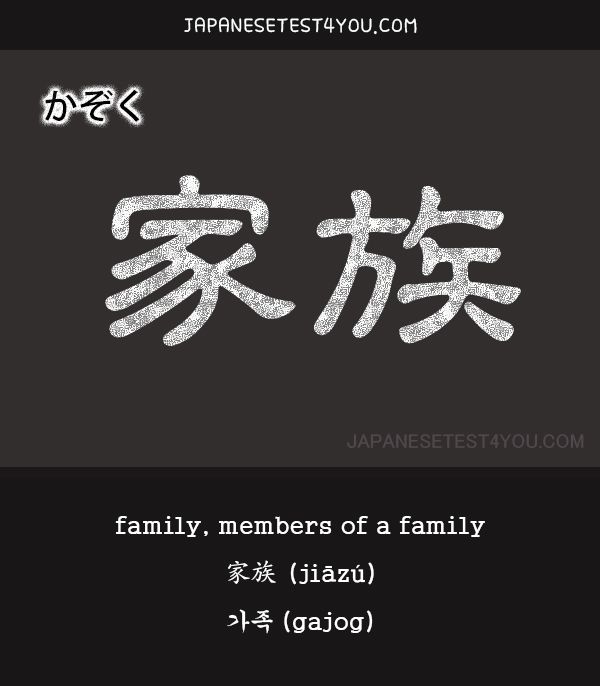 JAPANESETEST4YOU.COM
かぞく
家族
JAPANESETEST4YOU.COM
family, members of a family
家族 (jiāzú)
가족 (gajog)